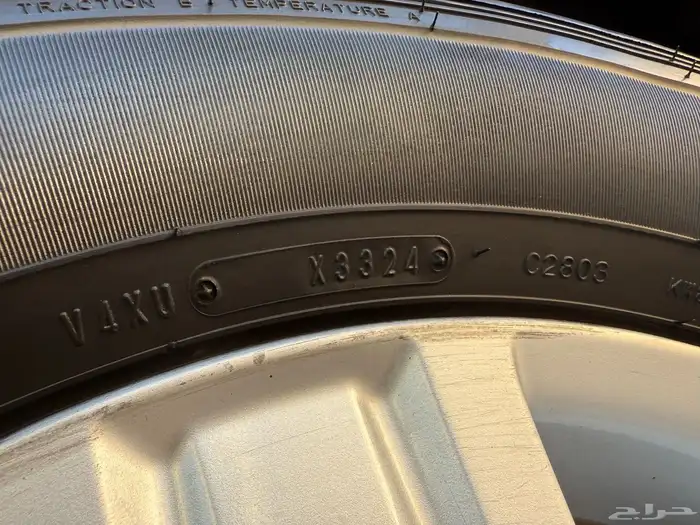 TRACTION B TEMPERATURE A
V4XU X3324 C2803
حراج